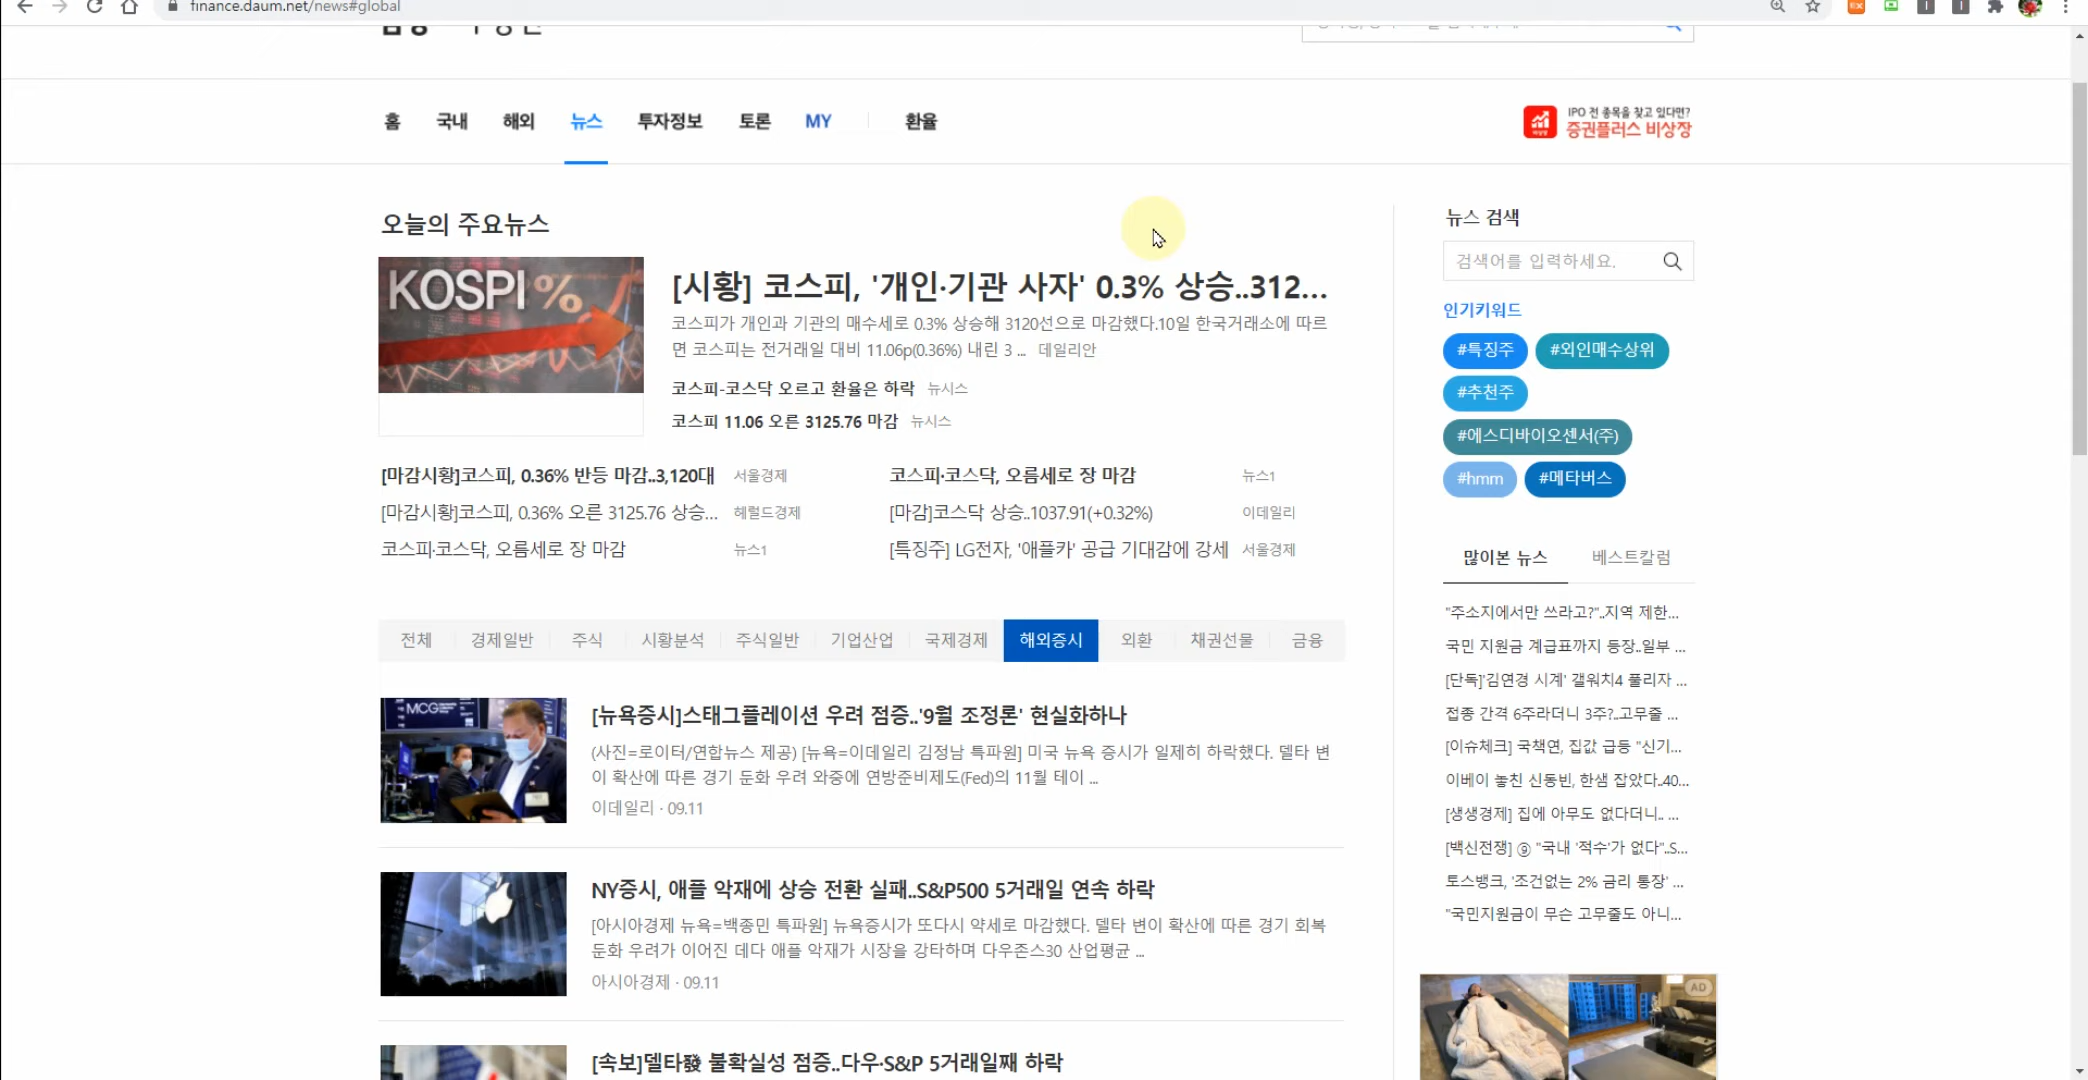 finance.daum.net/news#global
홈 국내 해외 뉴스 투자정보 토론 MY 환율
IPO 전 종목을 찾고 있다면?
증권플러스 비상장
오늘의 주요뉴스
KOSPI %
[시황] 코스피, '개인·기관 사자' 0.3% 상승..312...
코스피가 개인과 기관의 매수세로 0.3% 상승해 3120선으로 마감했다.10일 한국거래소에 따르
면 코스피는 전거래일 대비 11.06p(0.36%) 내린 3 ... 데일리안
코스피-코스닥 오르고 환율은 하락 뉴시스
코스피 11.06 오른 3125.76 마감 뉴시스
[마감시황]코스피, 0.36% 반등 마감..3,120대 서울경제
코스피·코스닥, 오름세로 장 마감 뉴스1
[마감시황]코스피, 0.36% 오른 3125.76 상승... 헤럴드경제
[마감]코스닥 상승..1037.91(+0.32%) 이데일리
코스피·코스닥, 오름세로 장 마감 뉴스1
[특징주] LG전자, '애플카' 공급 기대감에 강세 서울경제
전체 경제일반 주식 시황분석 주식일반 기업산업 국제경제 해외증시 외환 채권선물 금융
MCG
[뉴욕증시]스태그플레이션 우려 점증..'9월 조정론' 현실화하나
(사진=로이터/연합뉴스 제공) [뉴욕=이데일리 김정남 특파원] 미국 뉴욕 증시가 일제히 하락했다. 델타 변
이 확산에 따른 경기 둔화 우려 와중에 연방준비제도(Fed)의 11월 테이 ...
이데일리 · 09.11
NY증시, 애플 악재에 상승 전환 실패..S&P500 5거래일 연속 하락
[아시아경제 뉴욕=백종민 특파원] 뉴욕증시가 또다시 약세로 마감했다. 델타 변이 확산에 따른 경기 회복
둔화 우려가 이어진 데다 애플 악재가 시장을 강타하며 다우존스30 산업평균 ...
아시아경제 · 09.11
[속보]델타發 불확실성 점증..다우·S&P 5거래일째 하락
뉴스 검색
검색어를 입력하세요.
인기키워드
#특징주 #외인매수상위
#추천주
#에스디바이오센서(주)
#hmm #메타버스
많이본 뉴스 베스트칼럼
"주소지에서만 쓰라고?"..지역 제한...
국민 지원금 계급표까지 등장..일부 ...
[단독]'김연경 시계' 갤워치4 풀리자 ...
접종 간격 6주라더니 3주?..고무줄 ...
[이슈체크] 국책연, 집값 급등 "신기...
이베이 놓친 신동빈, 한샘 잡았다..40...
[생생경제] 집에 아무도 없다더니.. ...
[백신전쟁] ⑨ "국내 '적수'가 없다"..S...
토스뱅크, '조건없는 2% 금리 통장' ...
"국민지원금이 무슨 고무줄도 아니...
AD